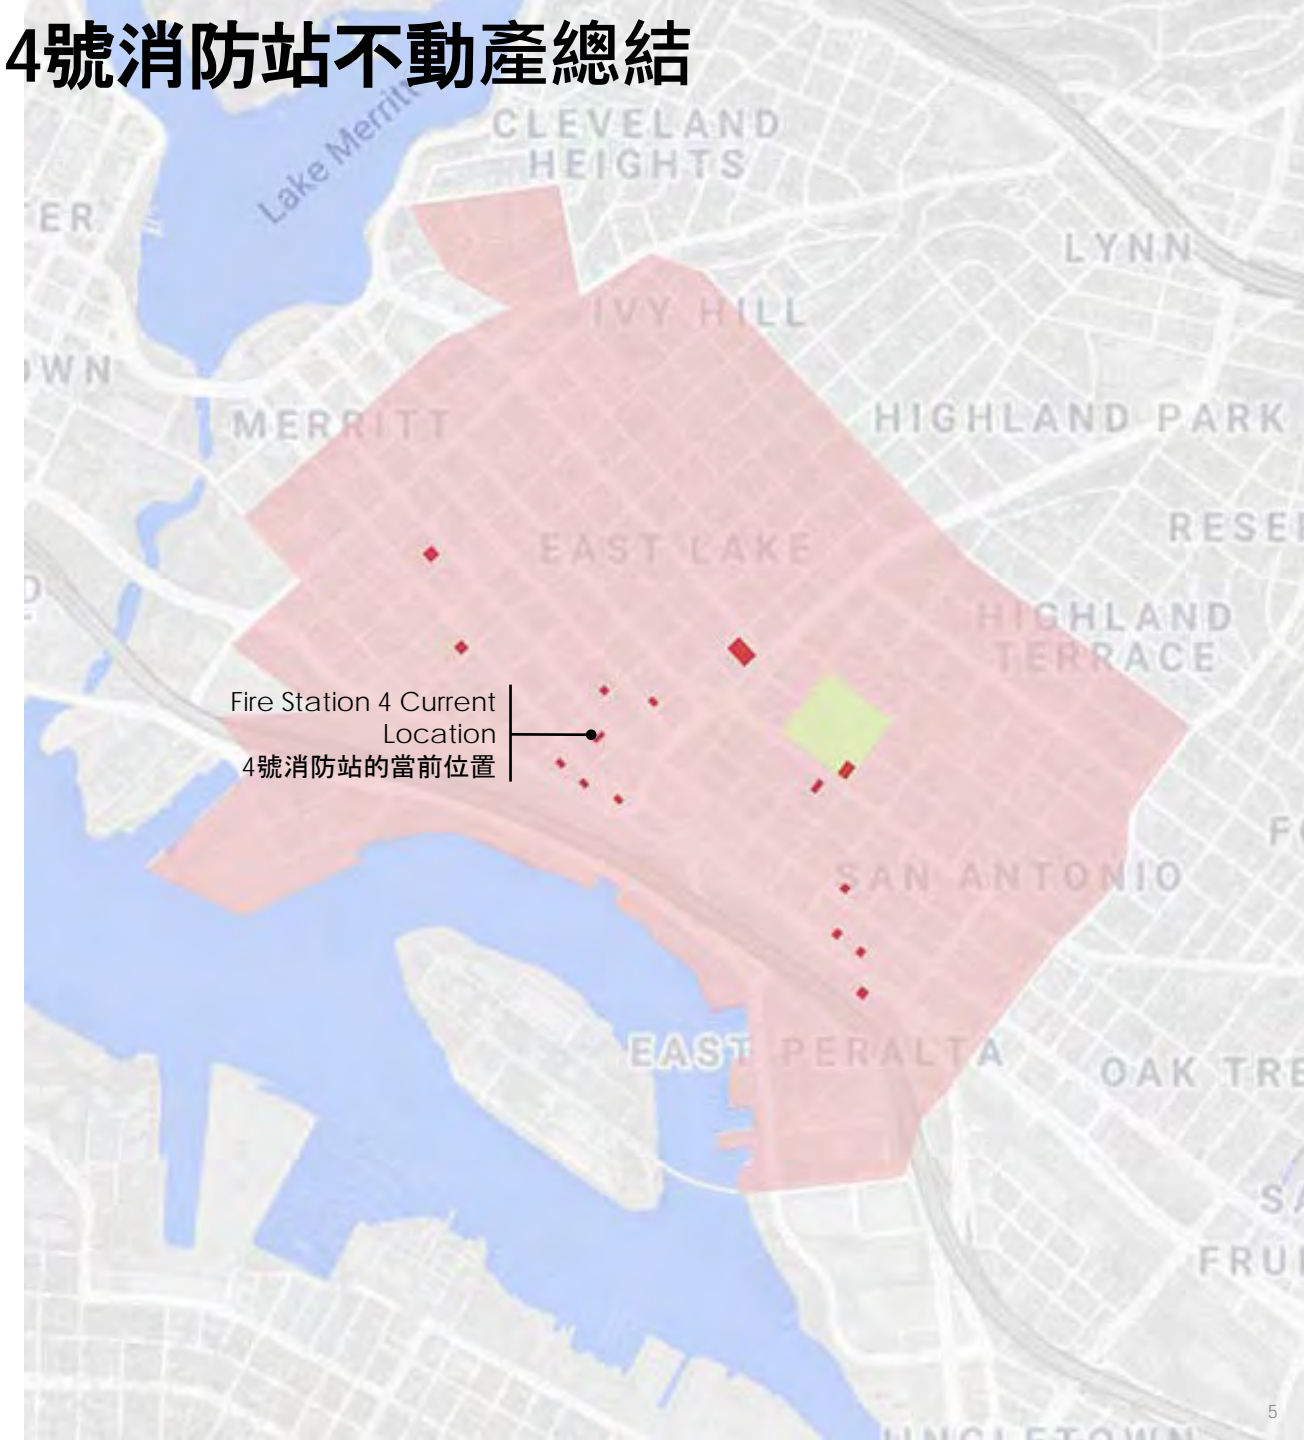 4號消防站不動產總結
Lake Merritt
CLEVELAND
HEIGHTS
LYNN
IVY HILL
MERRITT
HIGHLAND PARK
EAST LAKE
HIGHLAND
TERRACE
Fire Station 4 Current
Location
4號消防站的當前位置
SAN ANTONIO
EAST PERALTA
OAK TRE
FRUI
5